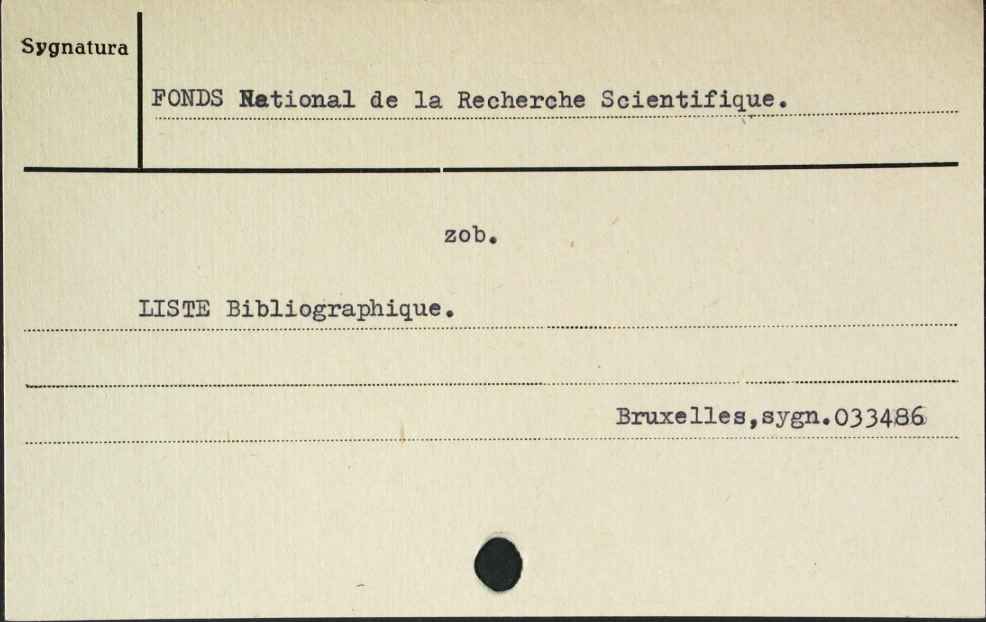 Sygnatura
FONDS National de la Recherche Scientifique.
zob.
LISTE Bibliographique.
Bruxelles,sygn.033486